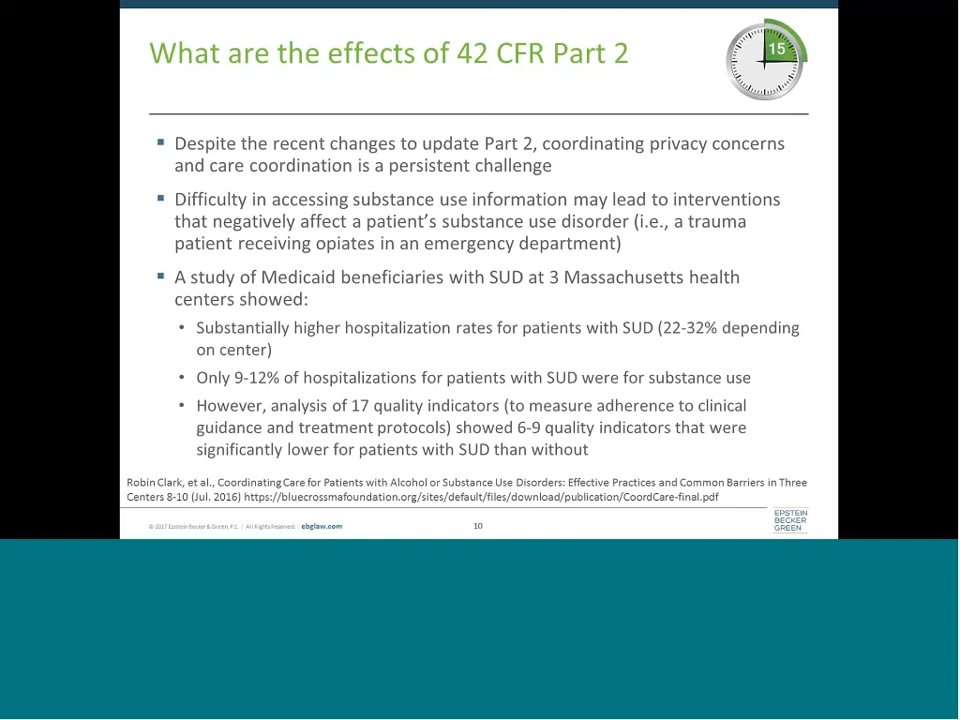 What are the effects of 42 CFR Part 2
15
▪ Despite the recent changes to update Part 2, coordinating privacy concerns
and care coordination is a persistent challenge
▪ Difficulty in accessing substance use information may lead to interventions
that negatively affect a patient’s substance use disorder (i.e., a trauma
patient receiving opiates in an emergency department)
▪ A study of Medicaid beneficiaries with SUD at 3 Massachusetts health
centers showed:
• Substantially higher hospitalization rates for patients with SUD (22-32% depending
on center)
• Only 9-12% of hospitalizations for patients with SUD were for substance use
• However, analysis of 17 quality indicators (to measure adherence to clinical
guidance and treatment protocols) showed 6-9 quality indicators that were
significantly lower for patients with SUD than without
Robin Clark, et al., Coordinating Care for Patients with Alcohol or Substance Use Disorders: Effective Practices and Common Barriers in Three
Centers 8-10 (Jul. 2016) https://bluecrossmafoundation.org/sites/default/files/download/publication/CoordCare-final.pdf
© 2017 Epstein Becker & Green, P.C. | All Rights Reserved. | ebglaw.com
10
EPSTEIN
BECKER
GREEN